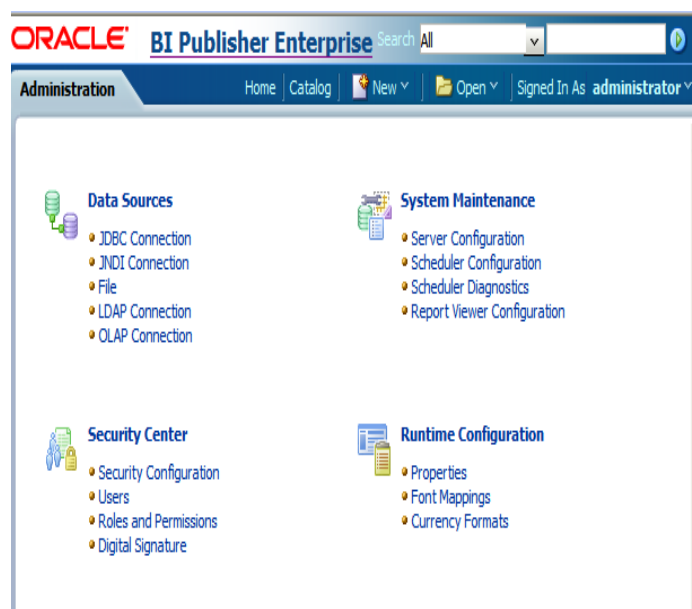 ORACLE BI Publisher Enterprise Search All
Administration Home Catalog New Open Signed In As administrator
Data Sources
JDBC Connection
JNDI Connection
File
LDAP Connection
OLAP Connection
System Maintenance
Server Configuration
Scheduler Configuration
Scheduler Diagnostics
Report Viewer Configuration
Security Center
Security Configuration
Users
Roles and Permissions
Digital Signature
Runtime Configuration
Properties
Font Mappings
Currency Formats